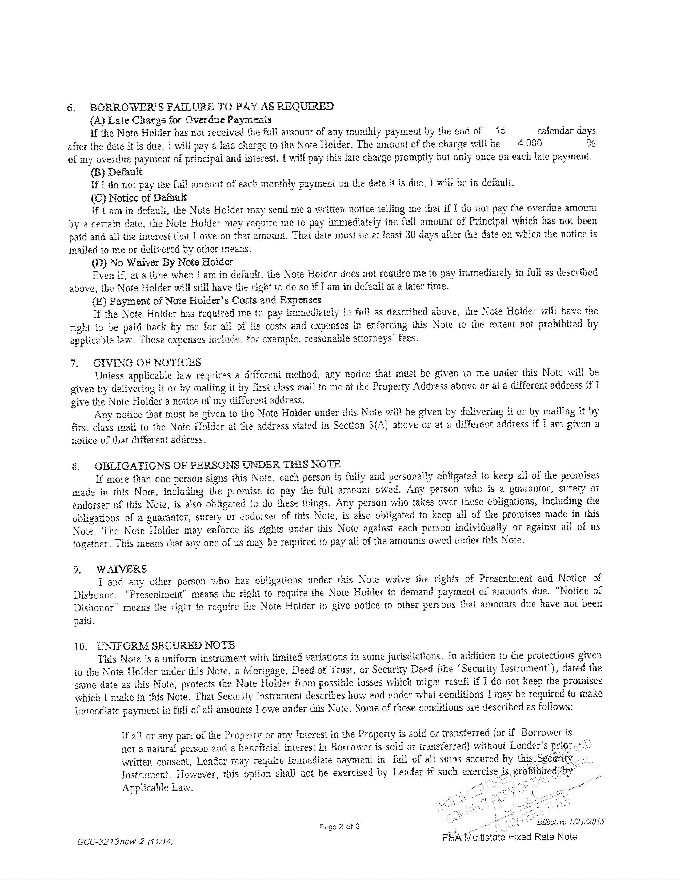 6. BORROWER'S FAILURE TO PAY AS REQUIRED
(A) Late Charge for Overdue Payments
If the Note Holder has not received the full amount of any monthly payment by the end of 15 calendar days
after the date it is due, I will pay a late charge to the Note Holder. The amount of the charge will be 4.000 %
of my overdue payment of principal and interest. I will pay this late charge promptly but only once on each late payment.
(B) Default
If I do not pay the full amount of each monthly payment on the date it is due, I will be in default.
(C) Notice of Default
If I am in default, the Note Holder may send me a written notice telling me that if I do not pay the overdue amount
by a certain date, the Note Holder may require me to pay immediately the full amount of Principal which has not been
paid and all the interest that I owe on that amount. That date must be at least 30 days after the date on which the notice is
mailed to me or delivered by other means.
(D) No Waiver By Note Holder
Even if, at a time when I am in default, the Note Holder does not require me to pay immediately in full as described
above, the Note Holder will still have the right to do so if I am in default at a later time.
(E) Payment of Note Holder's Costs and Expenses
If the Note Holder has required me to pay immediately in full as described above, the Note Holder will have the
right to be paid back by me for all of its costs and expenses in enforcing this Note to the extent not prohibited by
applicable law. Those expenses include, for example, reasonable attorneys' fees.
7. GIVING OF NOTICES
Unless applicable law requires a different method, any notice that must be given to me under this Note will be
given by delivering it or by mailing it by first class mail to me at the Property Address above or at a different address if I
give the Note Holder a notice of my different address.
Any notice that must be given to the Note Holder under this Note will be given by delivering it or by mailing it by
first class mail to the Note Holder at the address stated in Section 3(A) above or at a different address if I am given a
notice of that different address.
8. OBLIGATIONS OF PERSONS UNDER THIS NOTE
If more than one person signs this Note, each person is fully and personally obligated to keep all of the promises
made in this Note, including the promise to pay the full amount owed. Any person who is a guarantor, surety or
endorser of this Note, is also obligated to do these things. Any person who takes over these obligations, including the
obligations of a guarantor, surety or endorser of this Note, is also obligated to keep all of the promises made in this
Note. The Note Holder may enforce its rights under this Note against each person individually or against all of us
together. This means that any one of us may be required to pay all of the amounts owed under this Note.
9. WAIVERS
I and any other person who has obligations under this Note waive the rights of Presentment and Notice of
Dishonor. "Presentment" means the right to require the Note Holder to demand payment of amounts due. "Notice of
Dishonor" means the right to require the Note Holder to give notice to other persons that amounts due have not been
paid.
10. UNIFORM SECURED NOTE
This Note is a uniform instrument with limited variations in some jurisdictions. In addition to the protections given
to the Note Holder under this Note, a Mortgage, Deed of Trust, or Security Deed (the "Security Instrument"), dated the
same date as this Note, protects the Note Holder from possible losses which might result if I do not keep the promises
which I make in this Note. That Security Instrument describes how and under what conditions I may be required to make
immediate payment in full of all amounts I owe under this Note. Some of those conditions are described as follows:
If all or any part of the Property or any Interest in the Property is sold or transferred (or if Borrower is
not a natural person and a beneficial interest in Borrower is sold or transferred) without Lender's prior
written consent, Lender may require immediate payment in full of all sums secured by this Security
Instrument. However, this option shall not be exercised by Lender if such exercise is prohibited by
Applicable Law.
Page 2 of 3
Effective 1/21/2015
GCC-3213now-2 (11/14)
FHA Multistate Fixed Rate Note